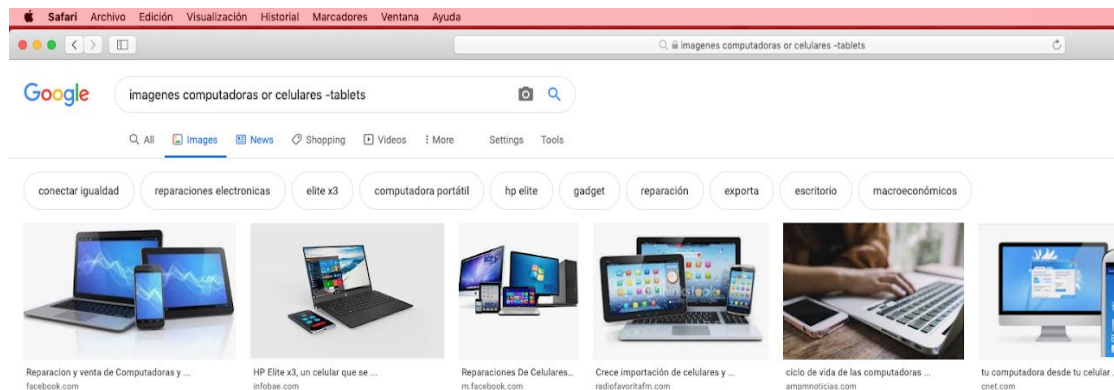 Safari Archivo Edición Visualización Historial Marcadores Ventana Ayuda
imagenes computadoras or celulares -tablets
Google imagenes computadoras or celulares -tablets
All Images News Shopping Videos More Settings Tools
conectar igualdad reparaciones electronicas elite x3 computadora portátil hp elite gadget reparación exporta escritorio macroeconómicos
Reparacion y venta de Computadoras y ... HP Elite x3, un celular que se ... Reparaciones De Celulares... Crece importación de celulares y ... ciclo de vida de las computadoras ... tu computadora desde tu celular
facebook.com infobae.com m.facebook.com radiofavoritafm.com ampmnoticias.com cnet.com